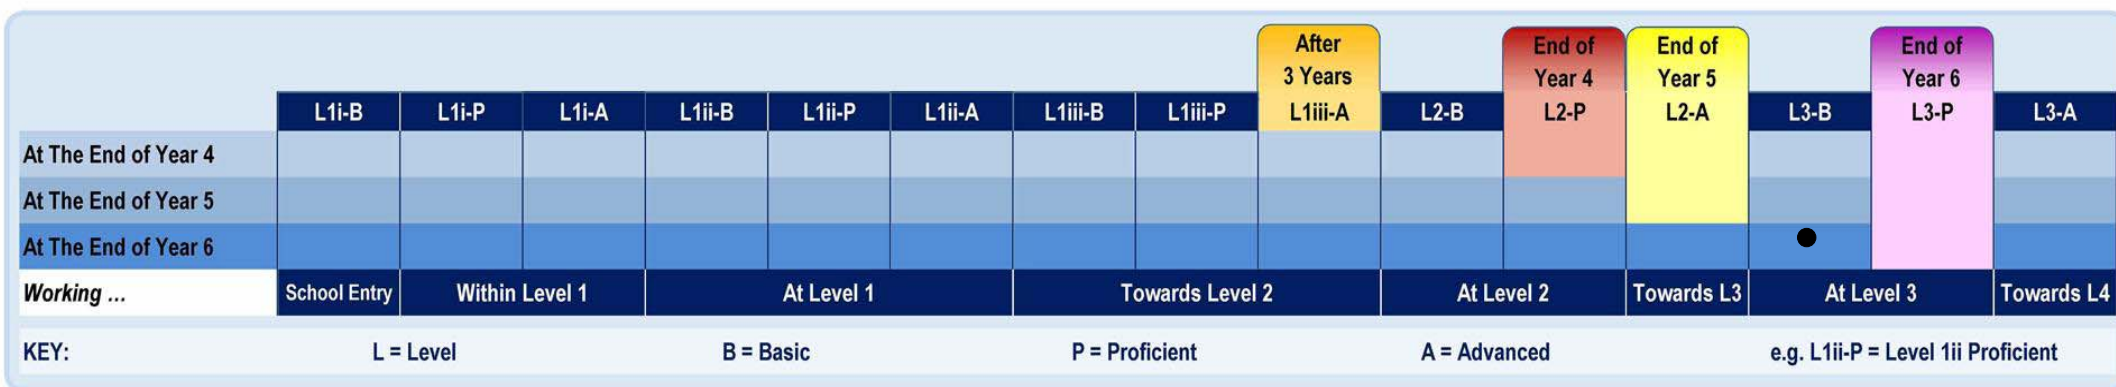 After
3 Years
End of
Year 4
End of
Year 5
End of
Year 6
L1i-B L1i-P L1i-A L1ii-B L1ii-P L1ii-A L1iii-B L1iii-P L1iii-A L2-B L2-P L2-A L3-B L3-P L3-A
At The End of Year 4
At The End of Year 5
At The End of Year 6
Working ... School Entry Within Level 1 At Level 1 Towards Level 2 At Level 2 Towards L3 At Level 3 Towards L4
KEY: L = Level B = Basic P = Proficient A = Advanced e.g. L1ii-P = Level 1ii Proficient